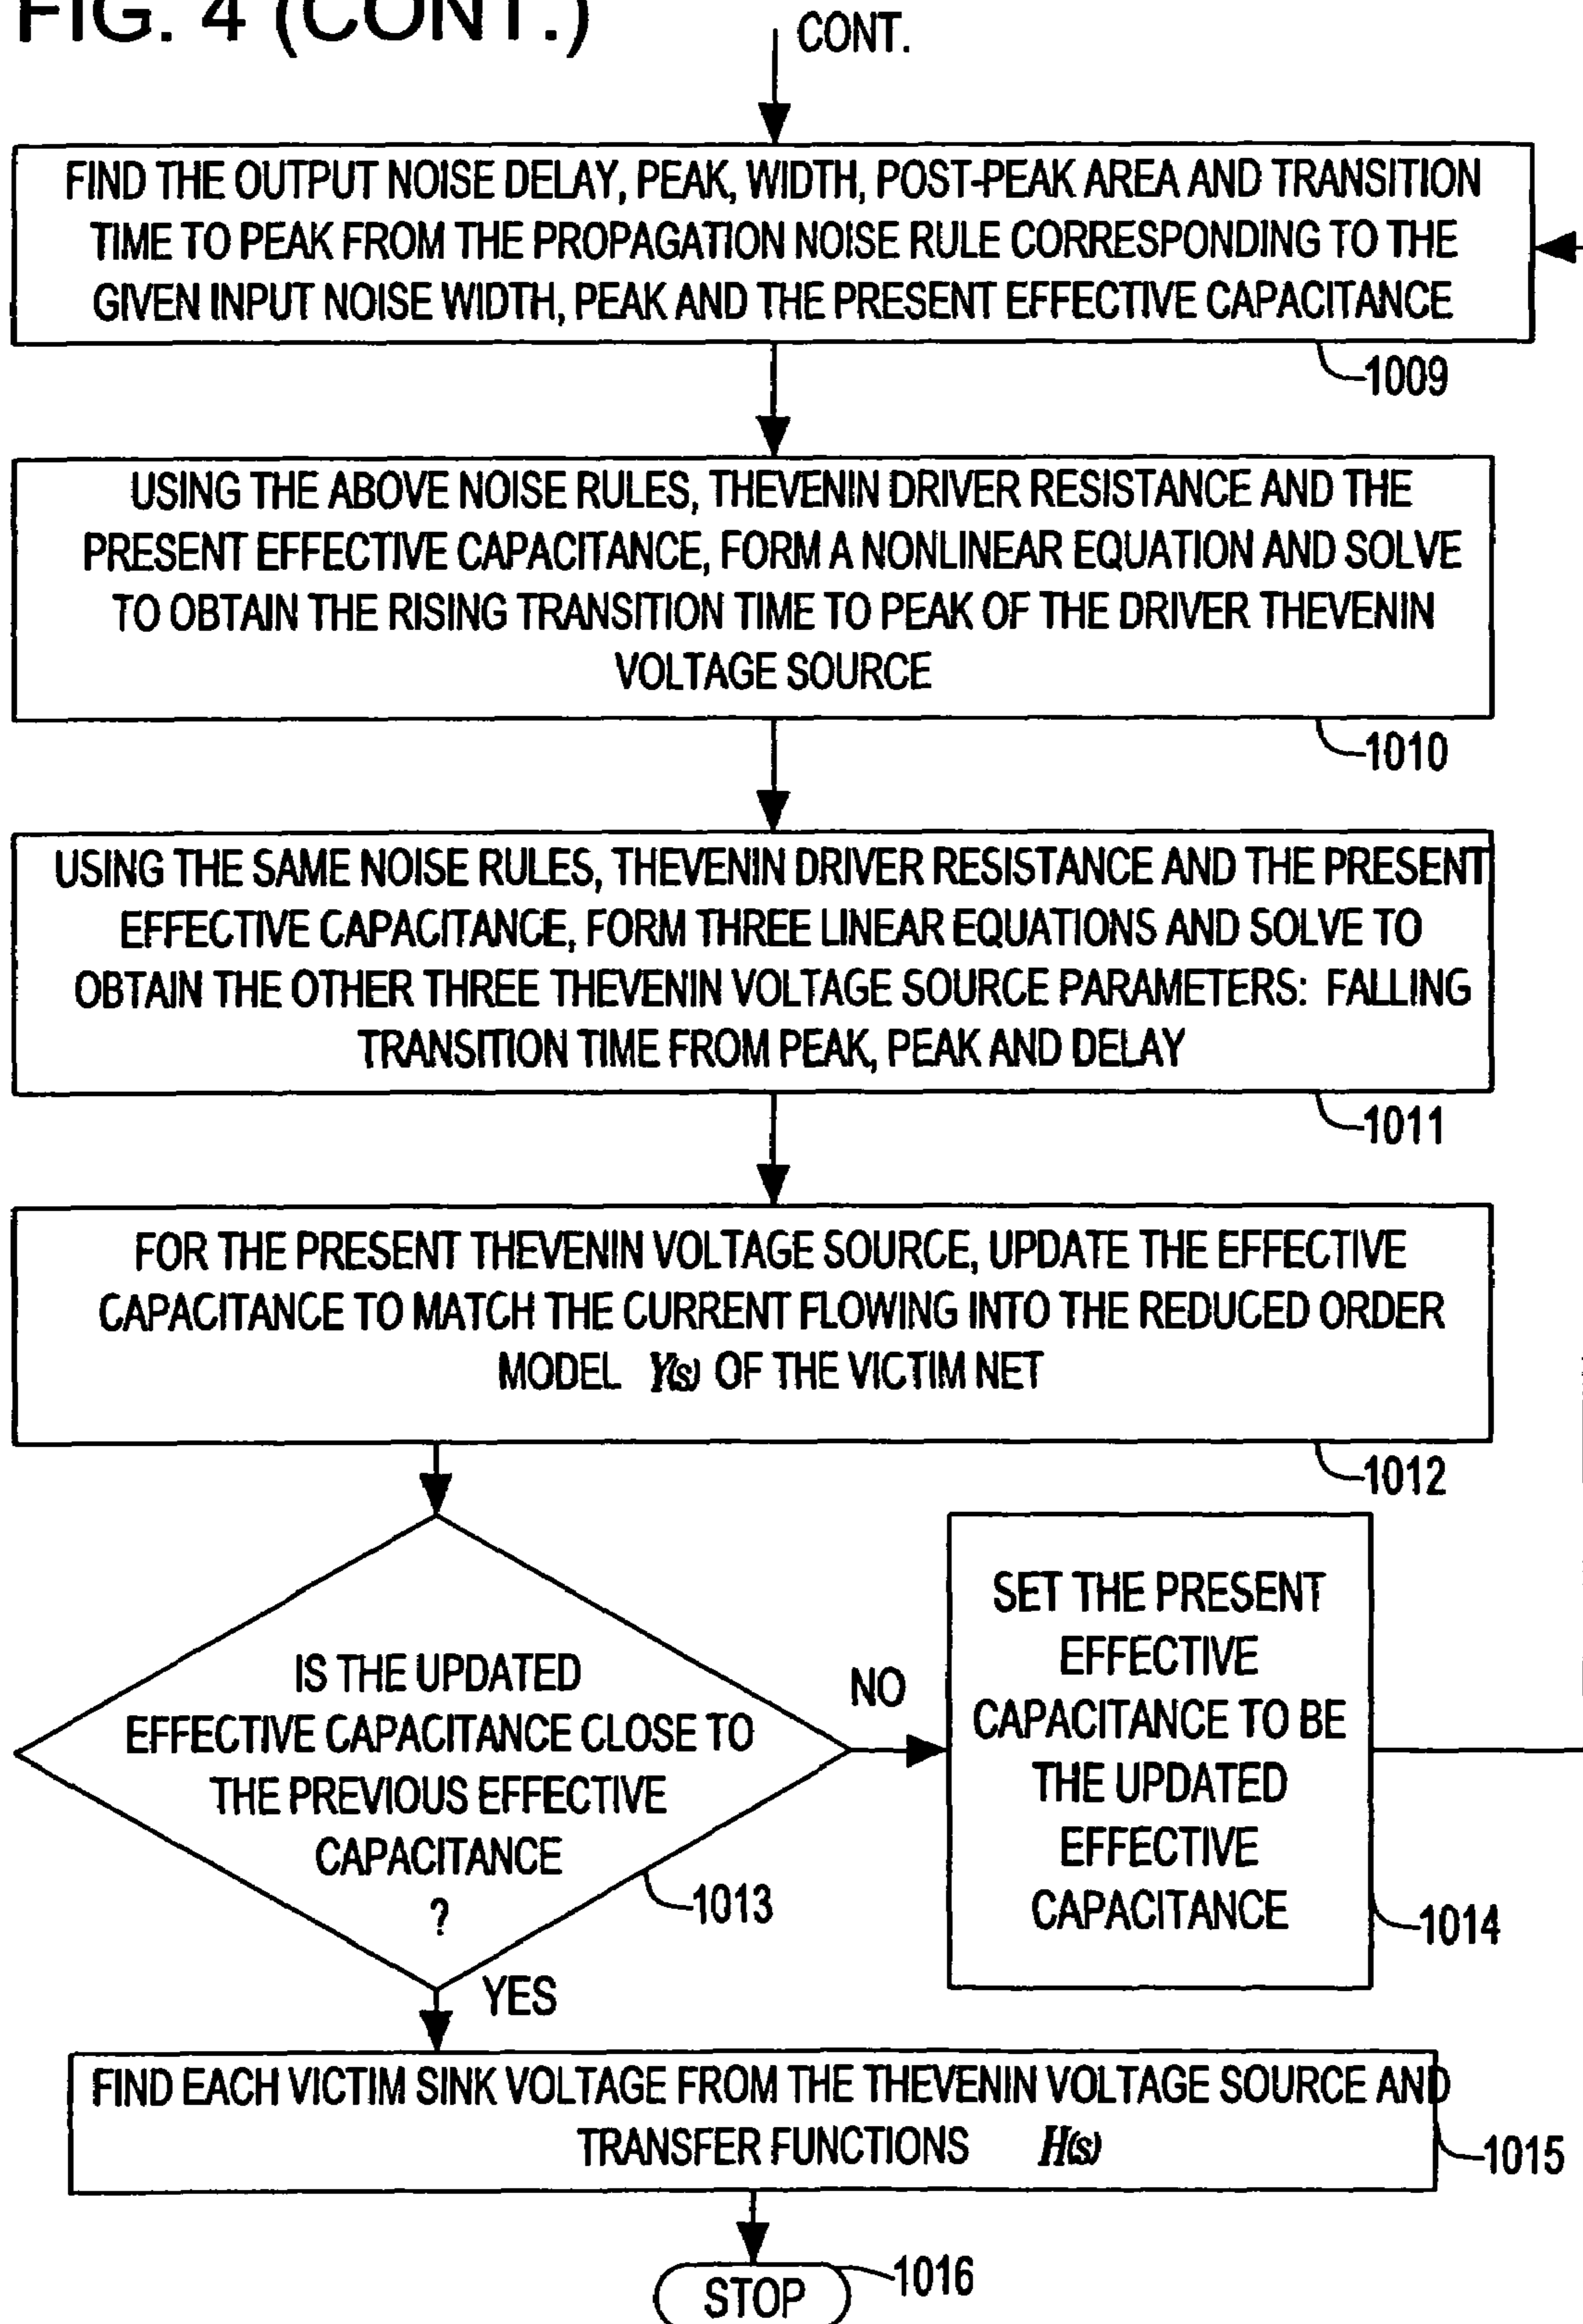 FIG. 4 (CONT.)
CONT.
FIND THE OUTPUT NOISE DELAY, PEAK, WIDTH, POST-PEAK AREA AND TRANSITION
TIME TO PEAK FROM THE PROPAGATION NOISE RULE CORRESPONDING TO THE
GIVEN INPUT NOISE WIDTH, PEAK AND THE PRESENT EFFECTIVE CAPACITANCE
1009
USING THE ABOVE NOISE RULES, THEVENIN DRIVER RESISTANCE AND THE
PRESENT EFFECTIVE CAPACITANCE, FORM A NONLINEAR EQUATION AND SOLVE
TO OBTAIN THE RISING TRANSITION TIME TO PEAK OF THE DRIVER THEVENIN
VOLTAGE SOURCE
1010
USING THE SAME NOISE RULES, THEVENIN DRIVER RESISTANCE AND THE PRESENT
EFFECTIVE CAPACITANCE, FORM THREE LINEAR EQUATIONS AND SOLVE TO
OBTAIN THE OTHER THREE THEVENIN VOLTAGE SOURCE PARAMETERS: FALLING
TRANSITION TIME FROM PEAK, PEAK AND DELAY
1011
FOR THE PRESENT THEVENIN VOLTAGE SOURCE, UPDATE THE EFFECTIVE
CAPACITANCE TO MATCH THE CURRENT FLOWING INTO THE REDUCED ORDER
MODEL Y(s) OF THE VICTIM NET
1012
IS THE UPDATED
EFFECTIVE CAPACITANCE CLOSE TO
THE PREVIOUS EFFECTIVE
CAPACITANCE
?
1013
NO
SET THE PRESENT
EFFECTIVE
CAPACITANCE TO BE
THE UPDATED
EFFECTIVE
CAPACITANCE
1014
YES
FIND EACH VICTIM SINK VOLTAGE FROM THE THEVENIN VOLTAGE SOURCE AND
TRANSFER FUNCTIONS H(s)
1015
STOP
1016